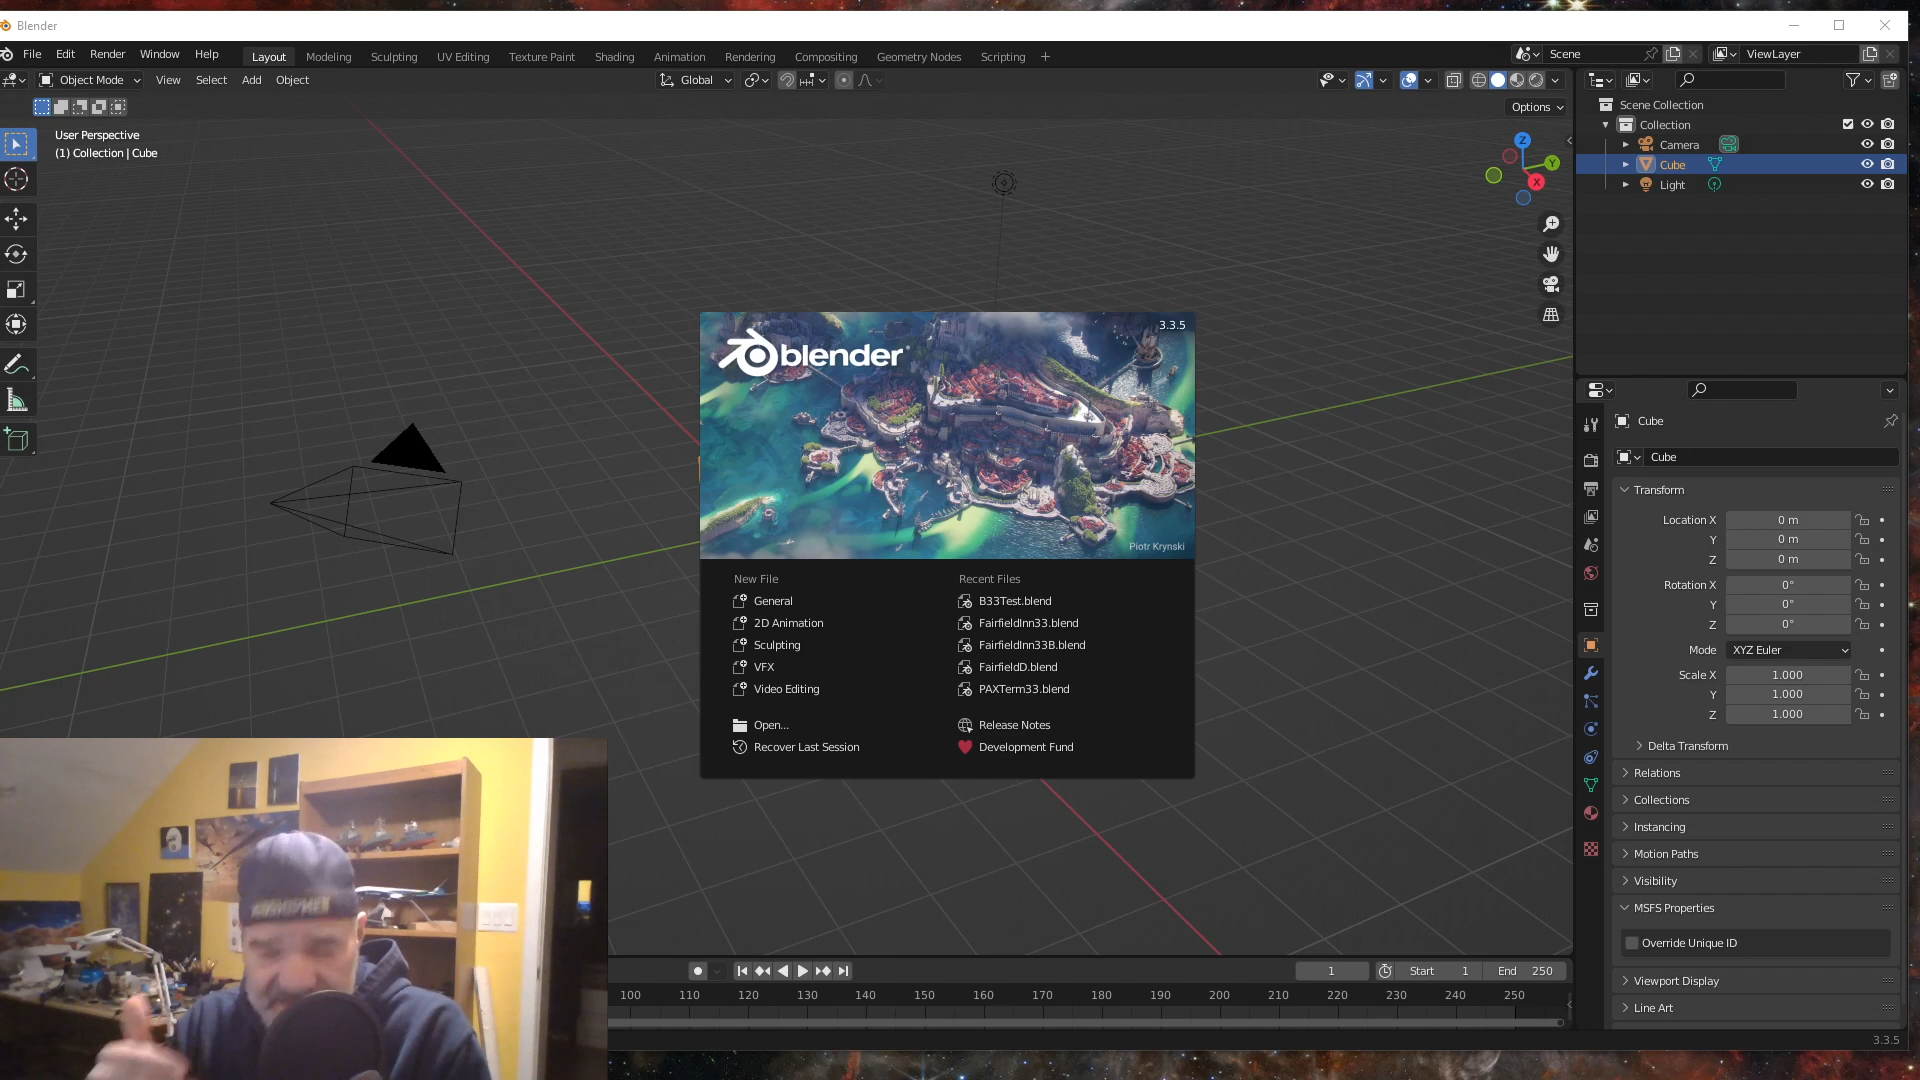 Blender
File Edit Render Window Help Layout Modeling Sculpting UV Editing Texture Paint Shading Animation Rendering Compositing Geometry Nodes Scripting + Scene ViewLayer
Object Mode View Select Add Object Global
Options
User Perspective
(1) Collection | Cube
Z
Y
X
Scene Collection
Collection
Camera
Cube
Light
3.3.5
blender
Piotr Krynski
New File
General
2D Animation
Sculpting
VFX
Video Editing
Open...
Recover Last Session
Recent Files
B33Test.blend
FairfieldInn33.blend
FairfieldInn33B.blend
FairfieldD.blend
PAXTerm33.blend
Release Notes
Development Fund
Cube
Cube
Transform
Location X 0 m
Y 0 m
Z 0 m
Rotation X 0°
Y 0°
Z 0°
Mode XYZ Euler
Scale X 1.000
Y 1.000
Z 1.000
Delta Transform
Relations
Collections
Instancing
Motion Paths
Visibility
MSFS Properties
Override Unique ID
Viewport Display
Line Art
1 Start 1 End 250
100 110 120 130 140 150 160 170 180 190 200 210 220 230 240 250
3.3.5